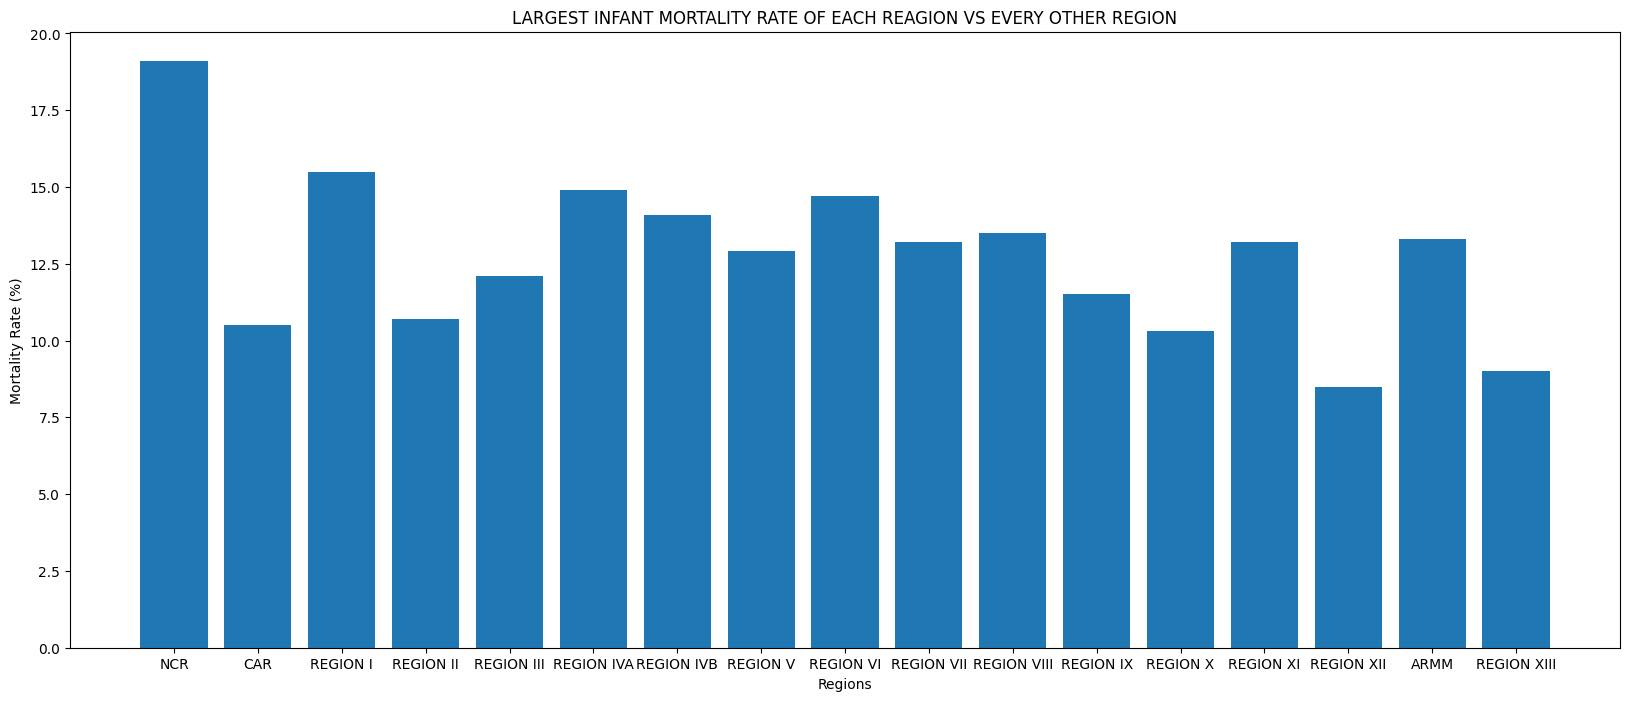 LARGEST INFANT MORTALITY RATE OF EACH REAGION VS EVERY OTHER REGION
20.0
17.5
15.0
12.5
10.0
7.5
5.0
2.5
0.0
Mortality Rate (%)
NCR CAR REGION I REGION II REGION III REGION IVA REGION IVB REGION V REGION VI REGION VII REGION VIII REGION IX REGION X REGION XI REGION XII ARMM REGION XIII
Regions